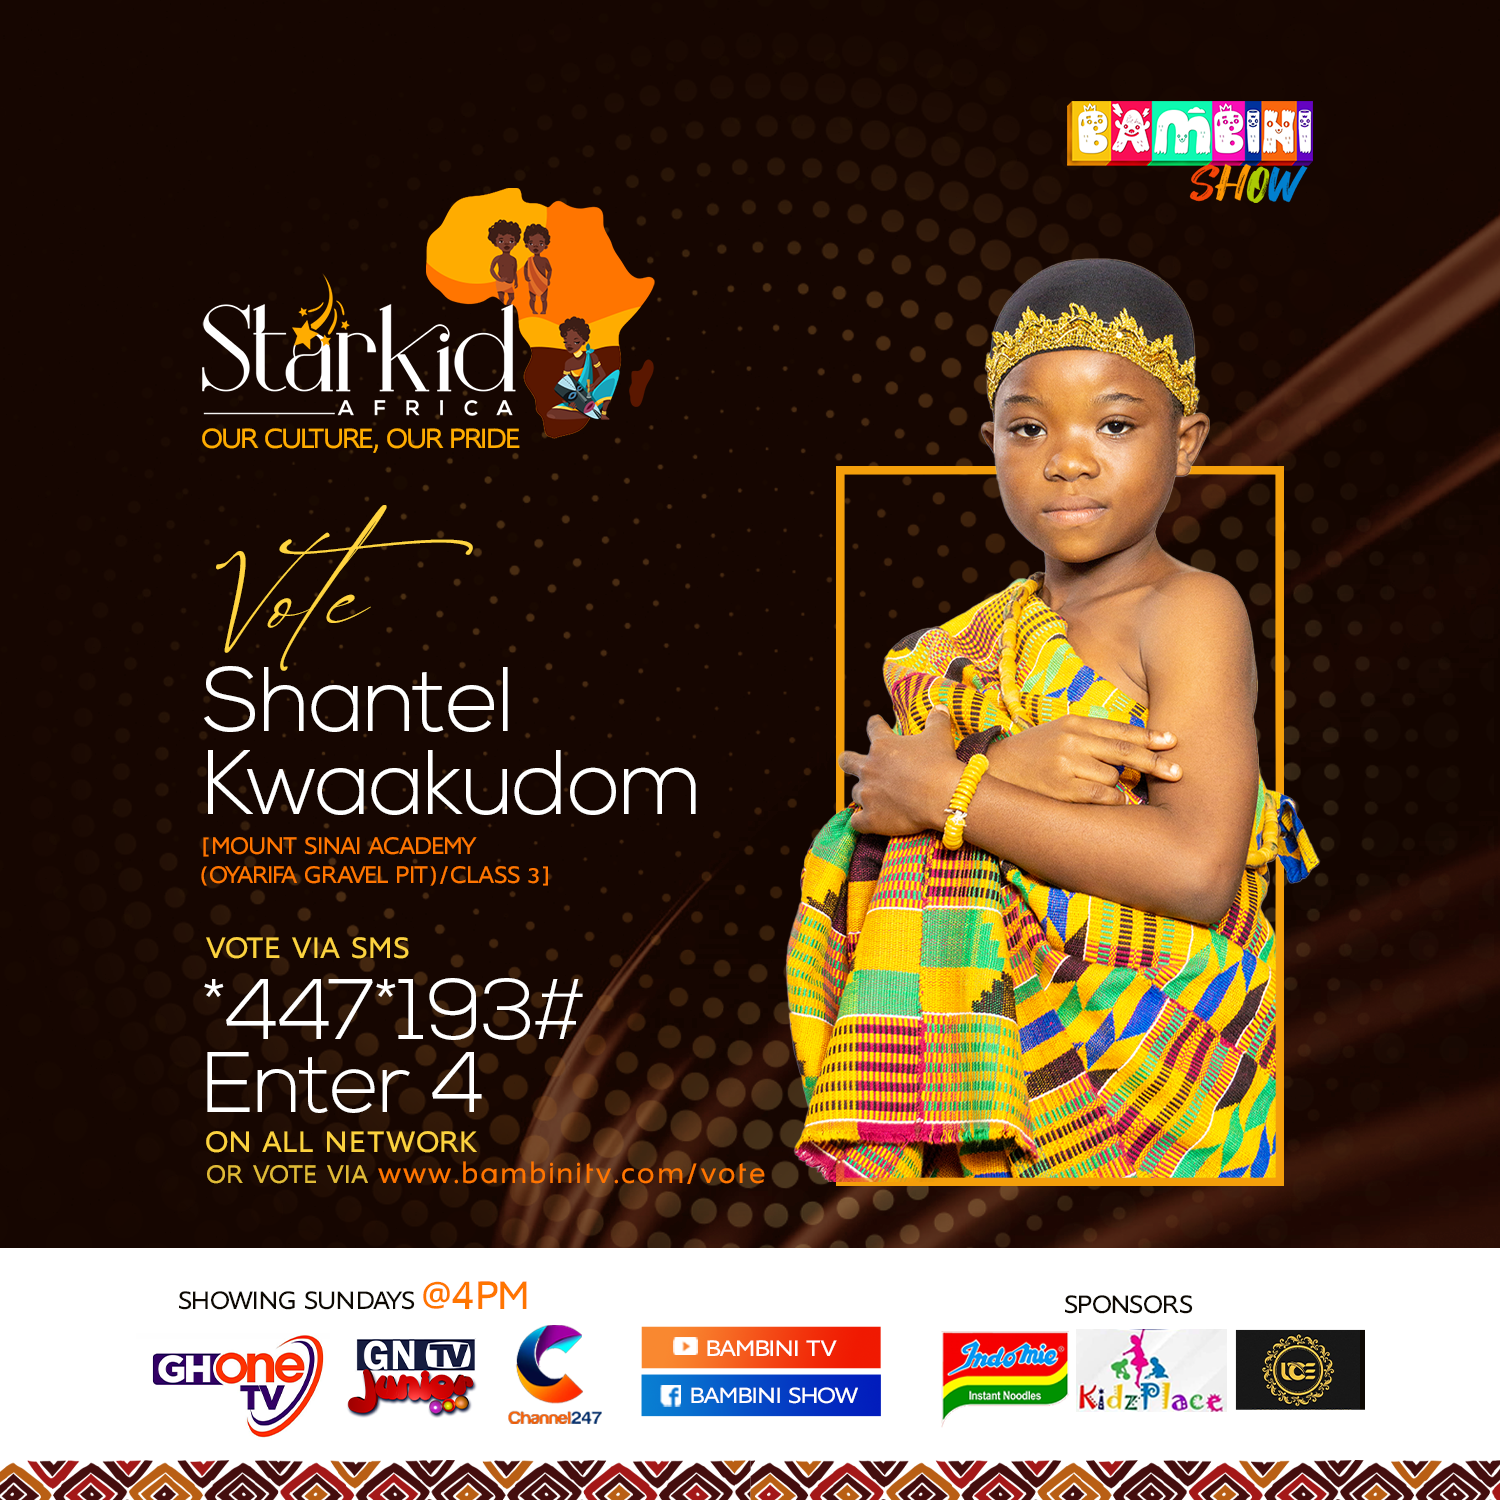 BAMBINI
SHOW
Starkid
AFRICA
OUR CULTURE, OUR PRIDE
Vote
Shantel
Kwaakudom
[MOUNT SINAI ACADEMY
(OYARIFA GRAVEL PIT)/CLASS 3]
VOTE VIA SMS
*447*193#
Enter 4
ON ALL NETWORK
OR VOTE VIA www.bambinitv.com/vote
SHOWING SUNDAYS @4PM
SPONSORS
GHOne
TV
GN TV
Junior
Channel247
BAMBINI TV
BAMBINI SHOW
Indomie®
Instant Noodles
KidzPlace